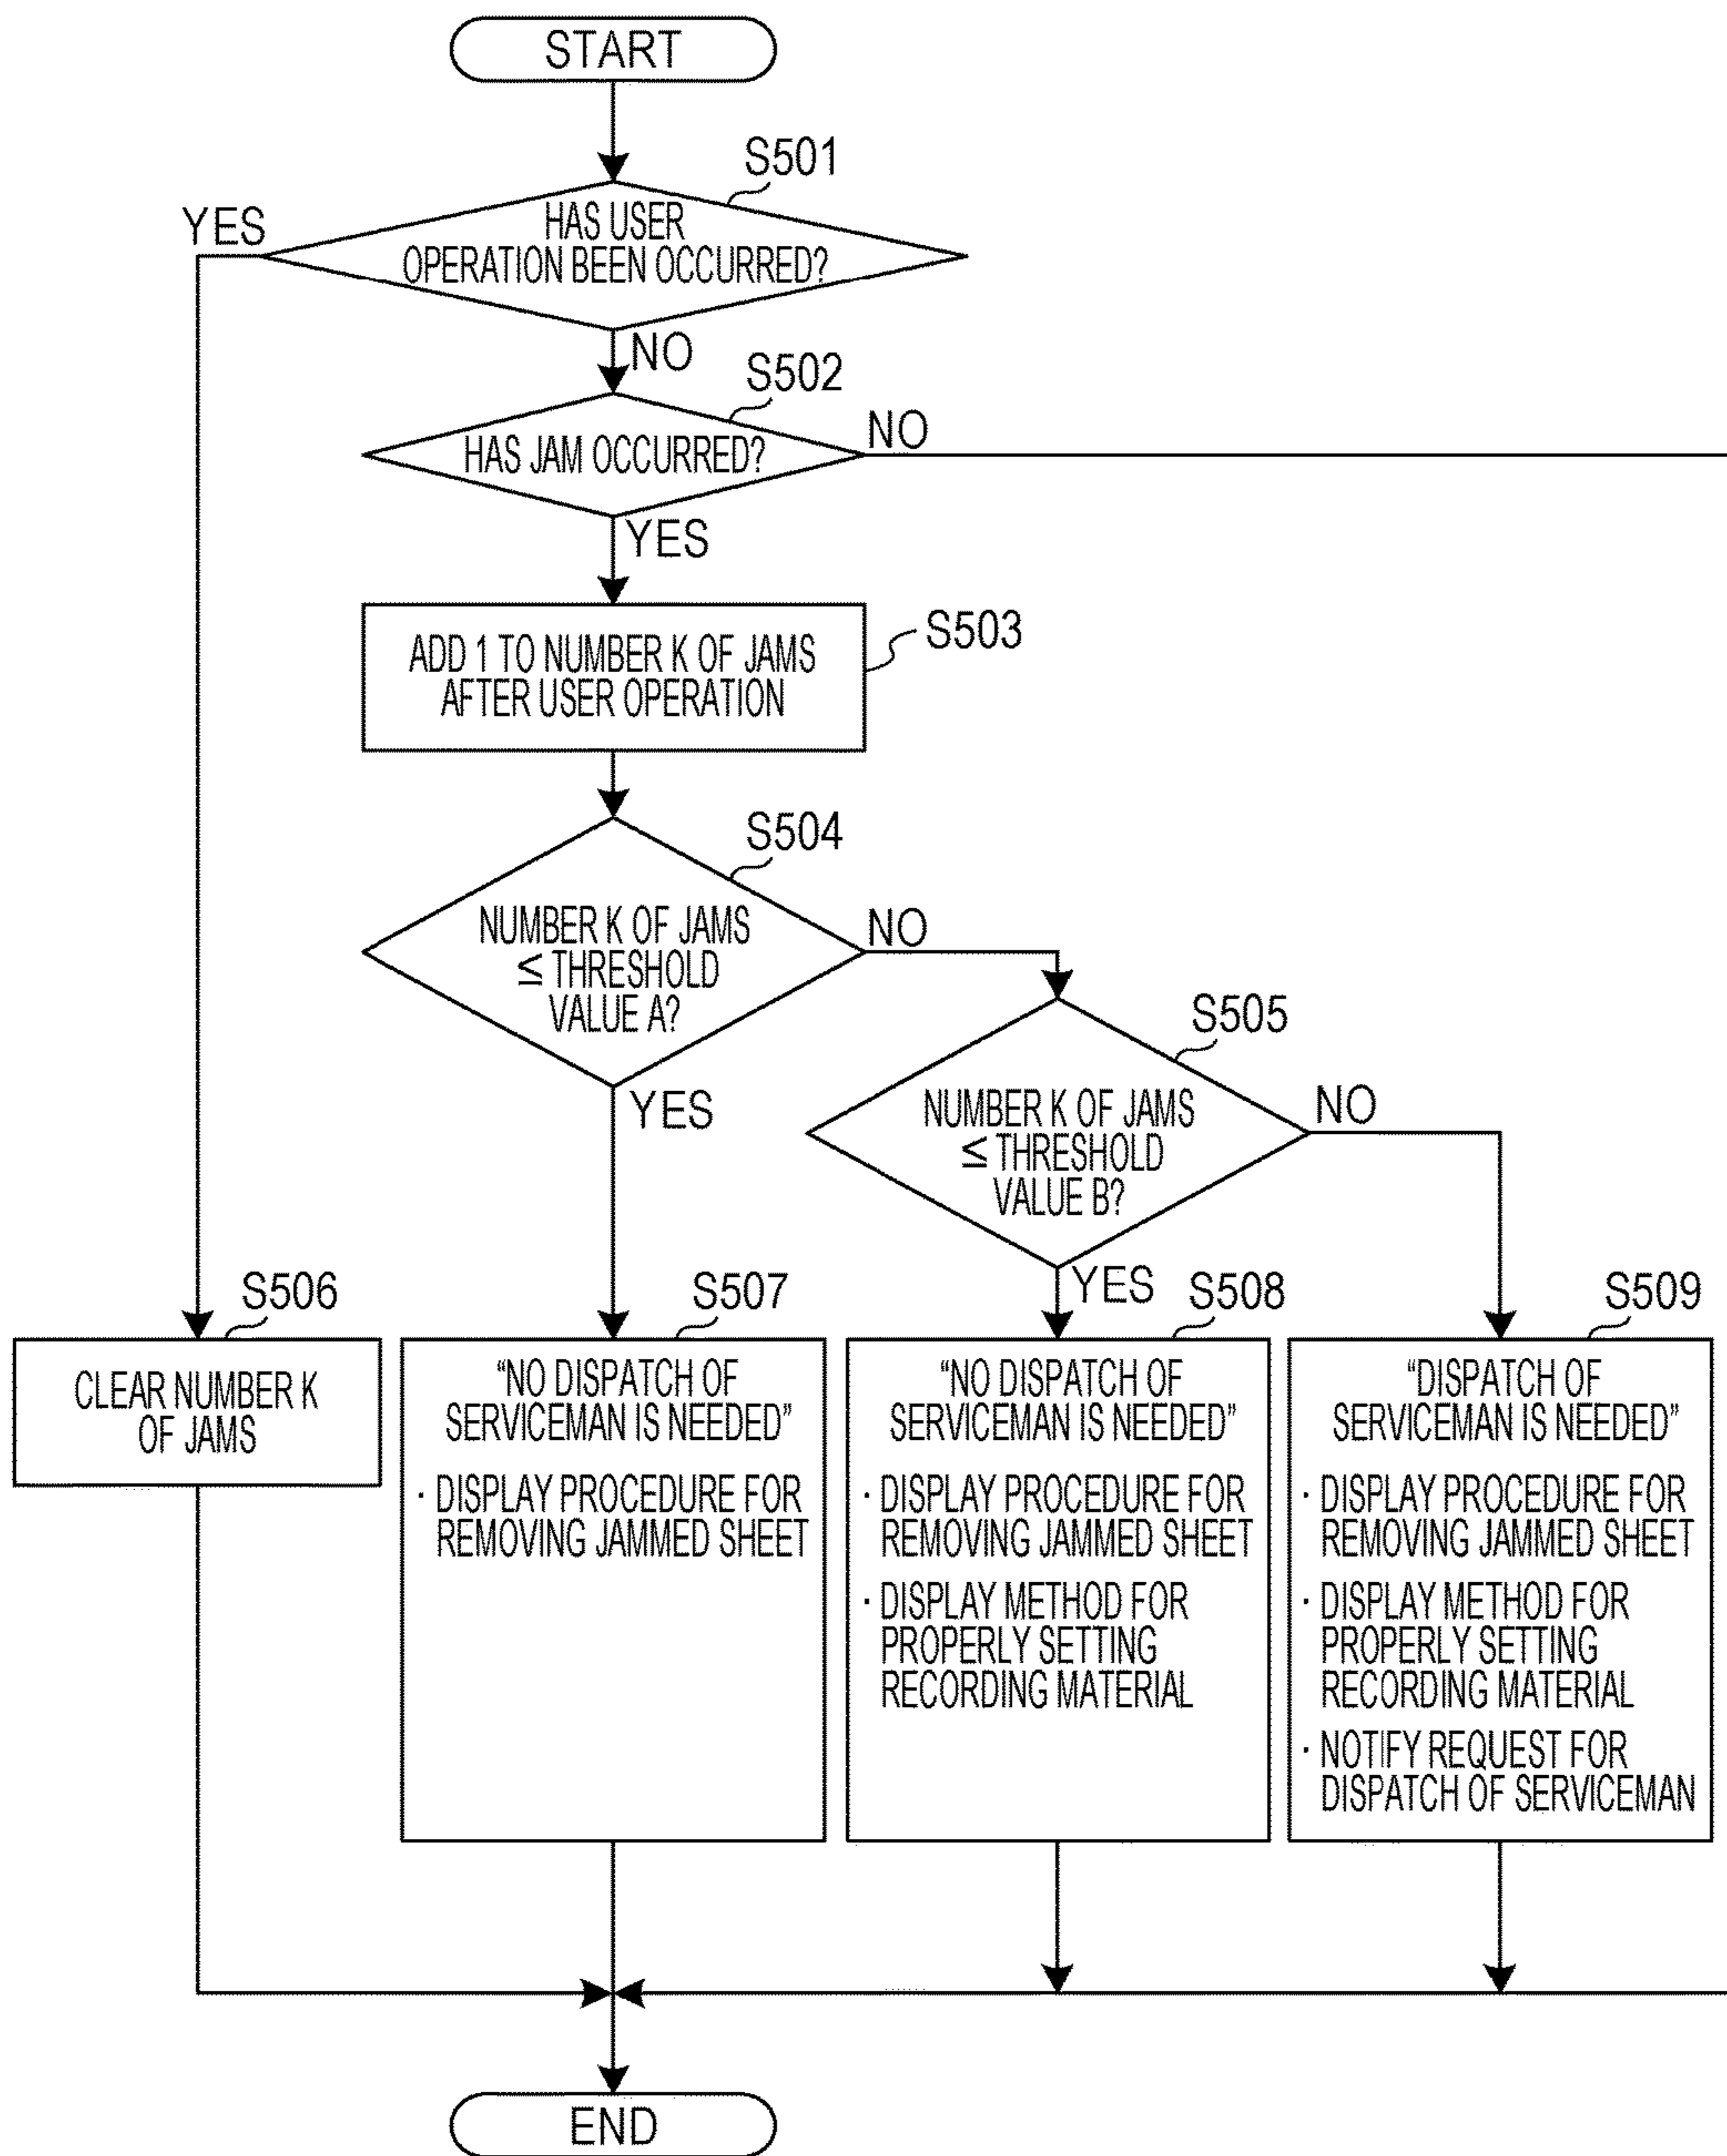 START
S501
YES
HAS USER
OPERATION BEEN OCCURRED?
NO
S502
HAS JAM OCCURRED?
NO
YES
S503
ADD 1 TO NUMBER K OF JAMS
AFTER USER OPERATION
S504
NUMBER K OF JAMS
≤ THRESHOLD
VALUE A?
NO
YES
S505
NUMBER K OF JAMS
≤ THRESHOLD
VALUE B?
NO
YES
S506
CLEAR NUMBER K
OF JAMS
S507
“NO DISPATCH OF
SERVICEMAN IS NEEDED”
· DISPLAY PROCEDURE FOR
REMOVING JAMMED SHEET
S508
“NO DISPATCH OF
SERVICEMAN IS NEEDED”
· DISPLAY PROCEDURE FOR
REMOVING JAMMED SHEET
· DISPLAY METHOD FOR
PROPERLY SETTING
RECORDING MATERIAL
S509
“DISPATCH OF
SERVICEMAN IS NEEDED”
· DISPLAY PROCEDURE FOR
REMOVING JAMMED SHEET
· DISPLAY METHOD FOR
PROPERLY SETTING
RECORDING MATERIAL
· NOTIFY REQUEST FOR
DISPATCH OF SERVICEMAN
END